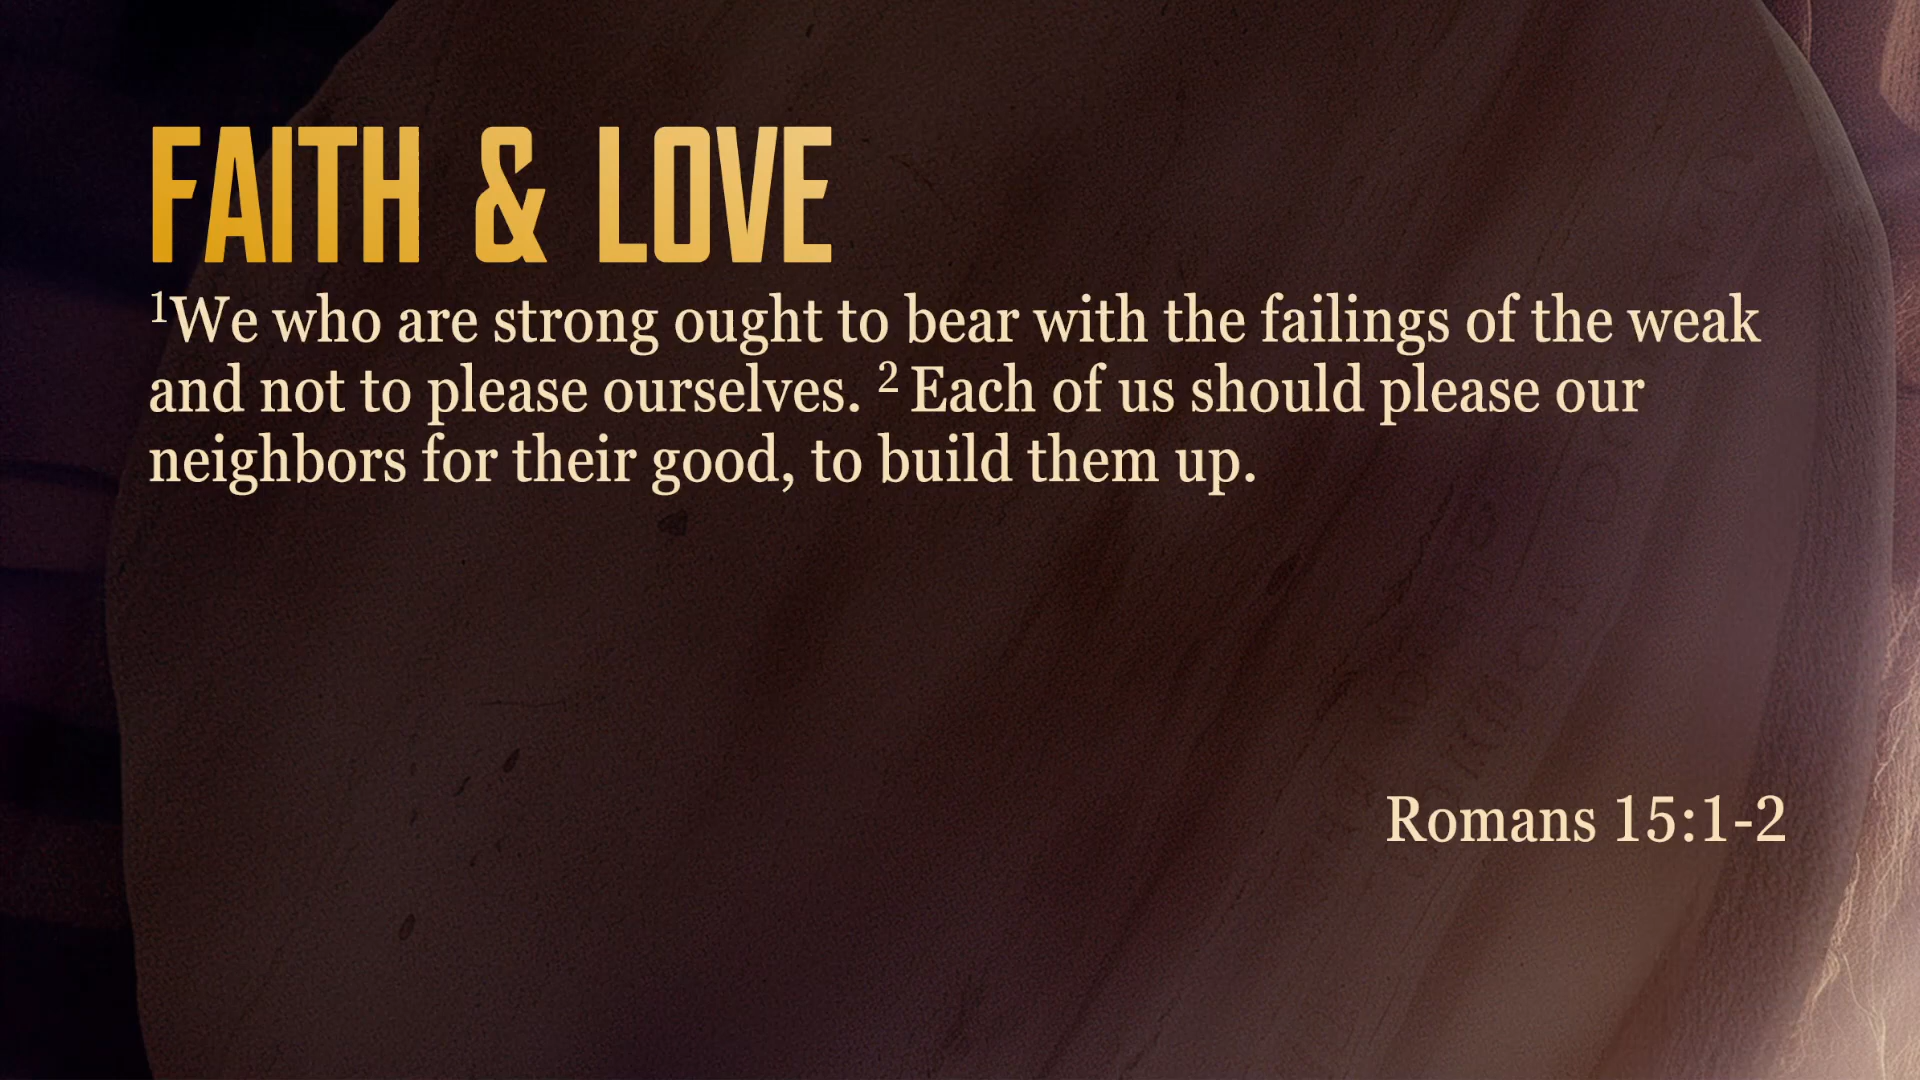 FAITH & LOVE
¹We who are strong ought to bear with the failings of the weak
and not to please ourselves. ² Each of us should please our
neighbors for their good, to build them up.
Romans 15:1-2